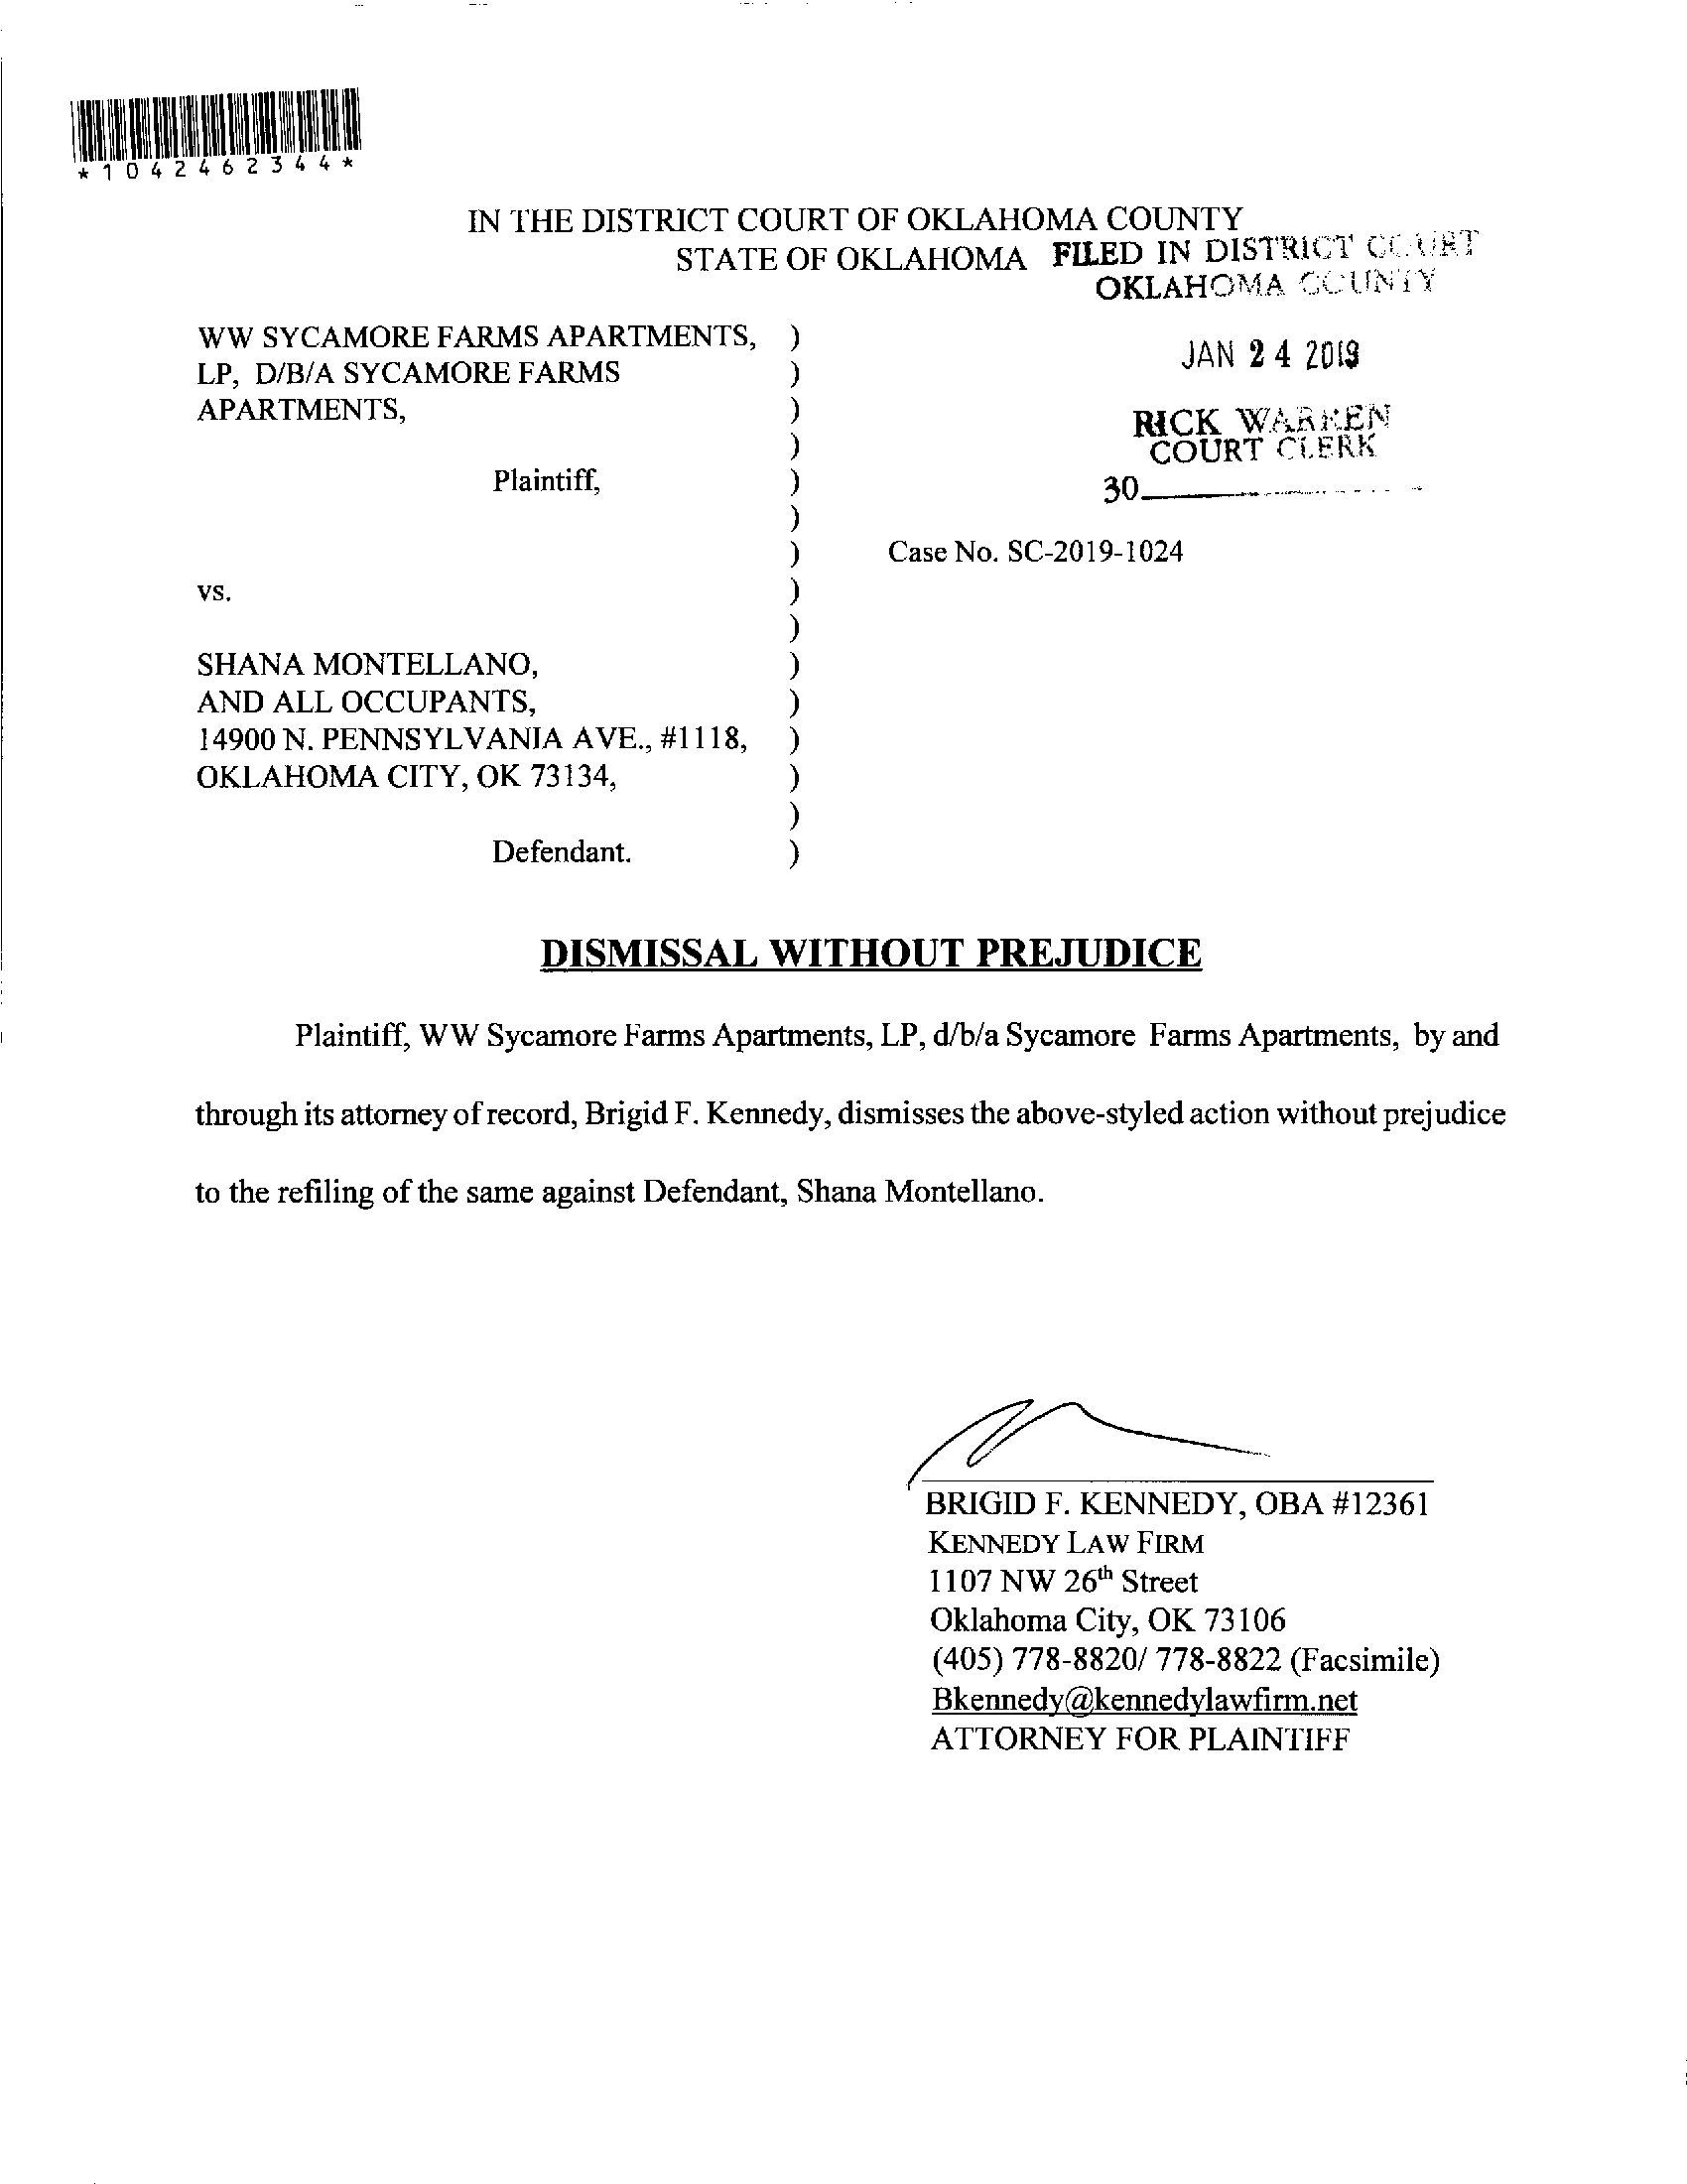 *1042462344*
IN THE DISTRICT COURT OF OKLAHOMA COUNTY
STATE OF OKLAHOMA
FILED IN DISTRICT COURT
OKLAHOMA COUNTY
JAN 24 2019
RICK WARREN
COURT CLERK
30
WW SYCAMORE FARMS APARTMENTS, )
LP, D/B/A SYCAMORE FARMS )
APARTMENTS, )
)
Plaintiff, )
)
) Case No. SC-2019-1024
vs. )
)
SHANA MONTELLANO, )
AND ALL OCCUPANTS, )
14900 N. PENNSYLVANIA AVE., #1118, )
OKLAHOMA CITY, OK 73134, )
)
Defendant. )
DISMISSAL WITHOUT PREJUDICE
Plaintiff, WW Sycamore Farms Apartments, LP, d/b/a Sycamore Farms Apartments, by and
through its attorney of record, Brigid F. Kennedy, dismisses the above-styled action without prejudice
to the refiling of the same against Defendant, Shana Montellano.
BRIGID F. KENNEDY, OBA #12361
KENNEDY LAW FIRM
1107 NW 26th Street
Oklahoma City, OK 73106
(405) 778-8820/ 778-8822 (Facsimile)
Bkennedy@kennedylawfirm.net
ATTORNEY FOR PLAINTIFF